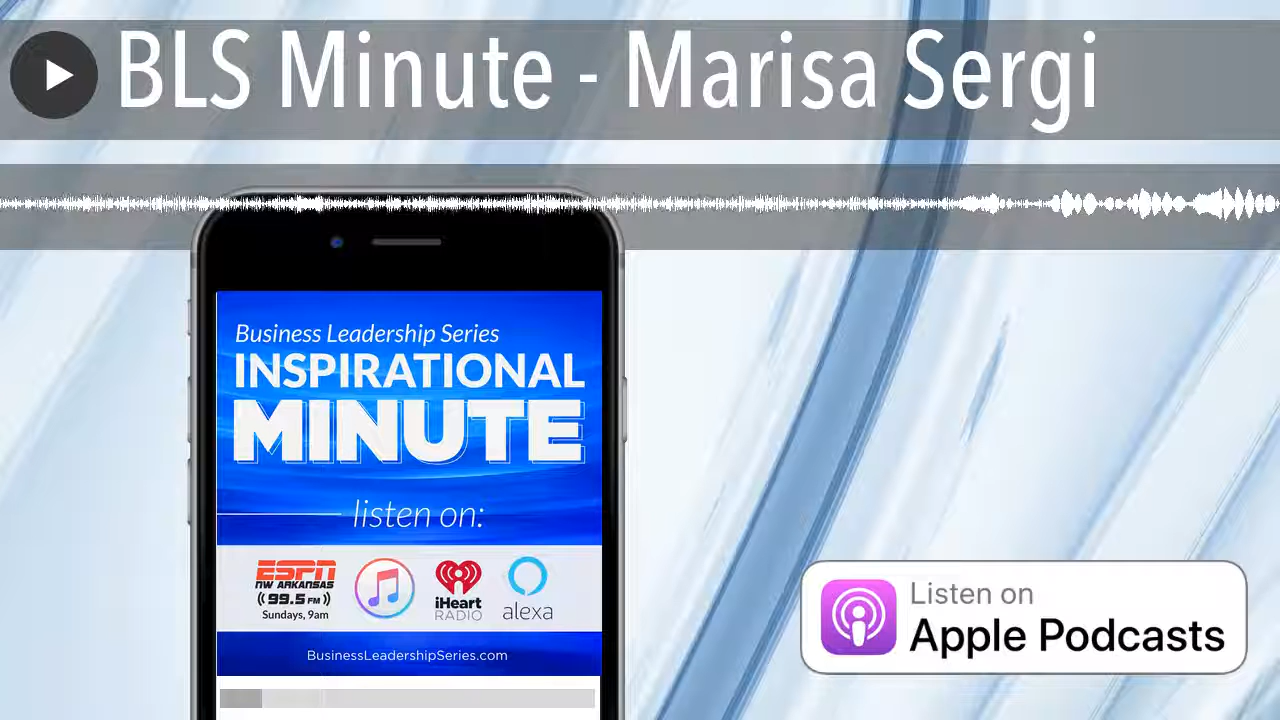 BLS Minute - Marisa Sergi
Business Leadership Series
INSPIRATIONAL
MINUTE
listen on:
ESPN
NW ARKANSAS
99.5 FM
Sundays, 9am
iHeart
RADIO
alexa
BusinessLeadershipSeries.com
Listen on
Apple Podcasts